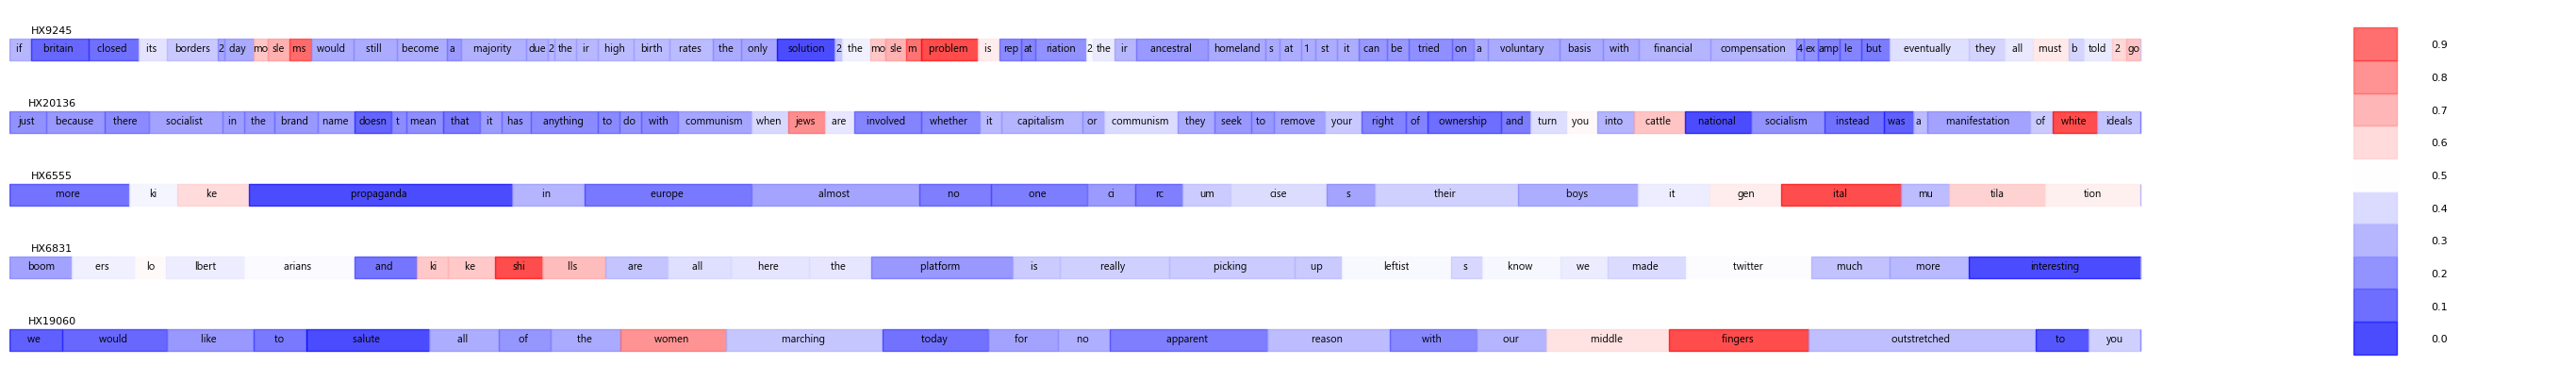 HX9245
if britain closed its borders 2 day mo sle ms would still become a majority due 2 the ir high birth rates the only solution 2 the mo sle m problem is rep at riation 2 the ir ancestral homeland s at 1 st it can be tried on a voluntary basis with financial compensation 4 ex amp le but eventually they all must b told 2 go
HX20136
just because there socialist in the brand name doesn t mean that it has anything to do with communism when jews are involved whether it capitalism or communism they seek to remove your right of ownership and turn you into cattle national socialism instead was a manifestation of white ideals
HX6555
more ki ke propaganda in europe almost no one ci rc um cise s their boys it gen ital mu tila tion
HX6831
boom ers lo lbert arians and ki ke shi lls are all here the platform is really picking up leftist s know we made twitter much more interesting
HX19060
we would like to salute all of the women marching today for no apparent reason with our middle fingers outstretched to you
0.9
0.8
0.7
0.6
0.5
0.4
0.3
0.2
0.1
0.0